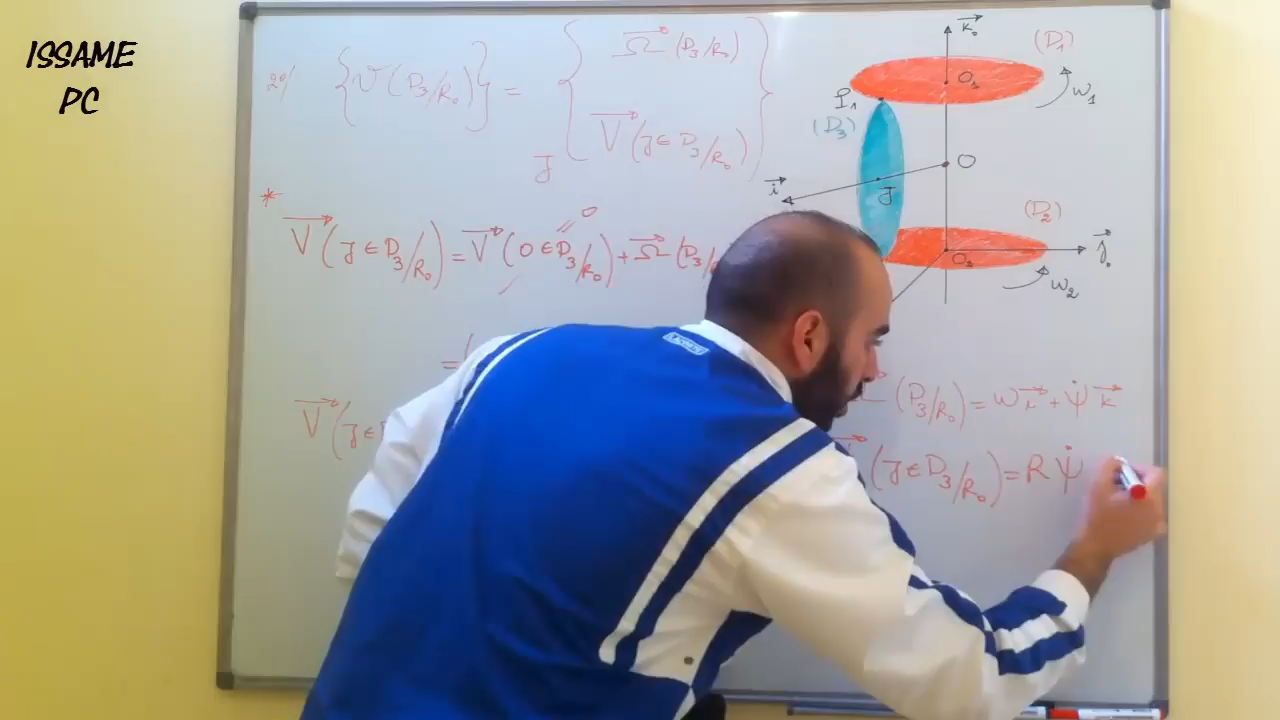 ISSAME
PC
2°/ {𝒱(D₃/R₀)} = { Ω⃗ (D₃/R₀)
V⃗ (J ∈ D₃/R₀) }
J
* V⃗ (J ∈ D₃/R₀) = V⃗ (O ∈ D₃/R₀) + Ω⃗ (D₃/R
0
=
V⃗ (J ∈ D
(D₃/R₀) = ω i⃗ + ψ̇ k⃗
(J ∈ D₃/R₀) = R ψ̇
k⃗₀
(D₁)
O₁
ω₁
I₁
(D₃)
O
i⃗
J
(D₂)
j⃗₀
O₂
ω₂